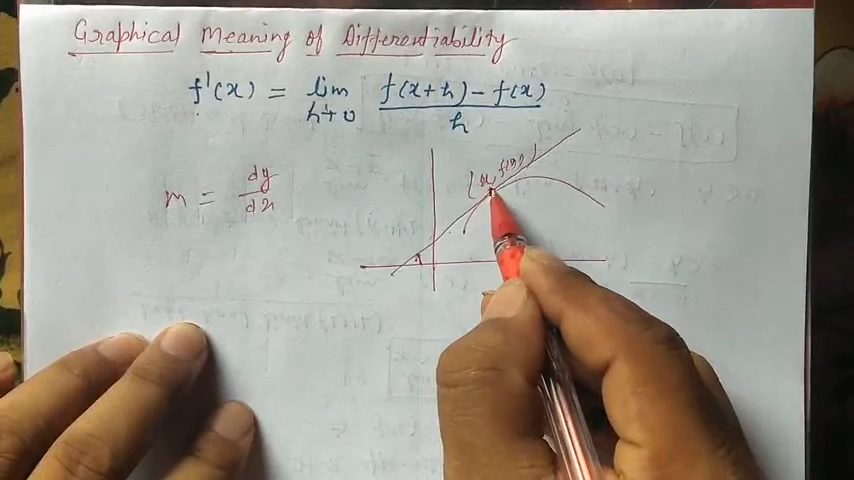 Graphical Meaning of Differentiability
f'(x) = lim h→0 f(x+h) - f(x) / h
m = dy/dx
(x, f(x))